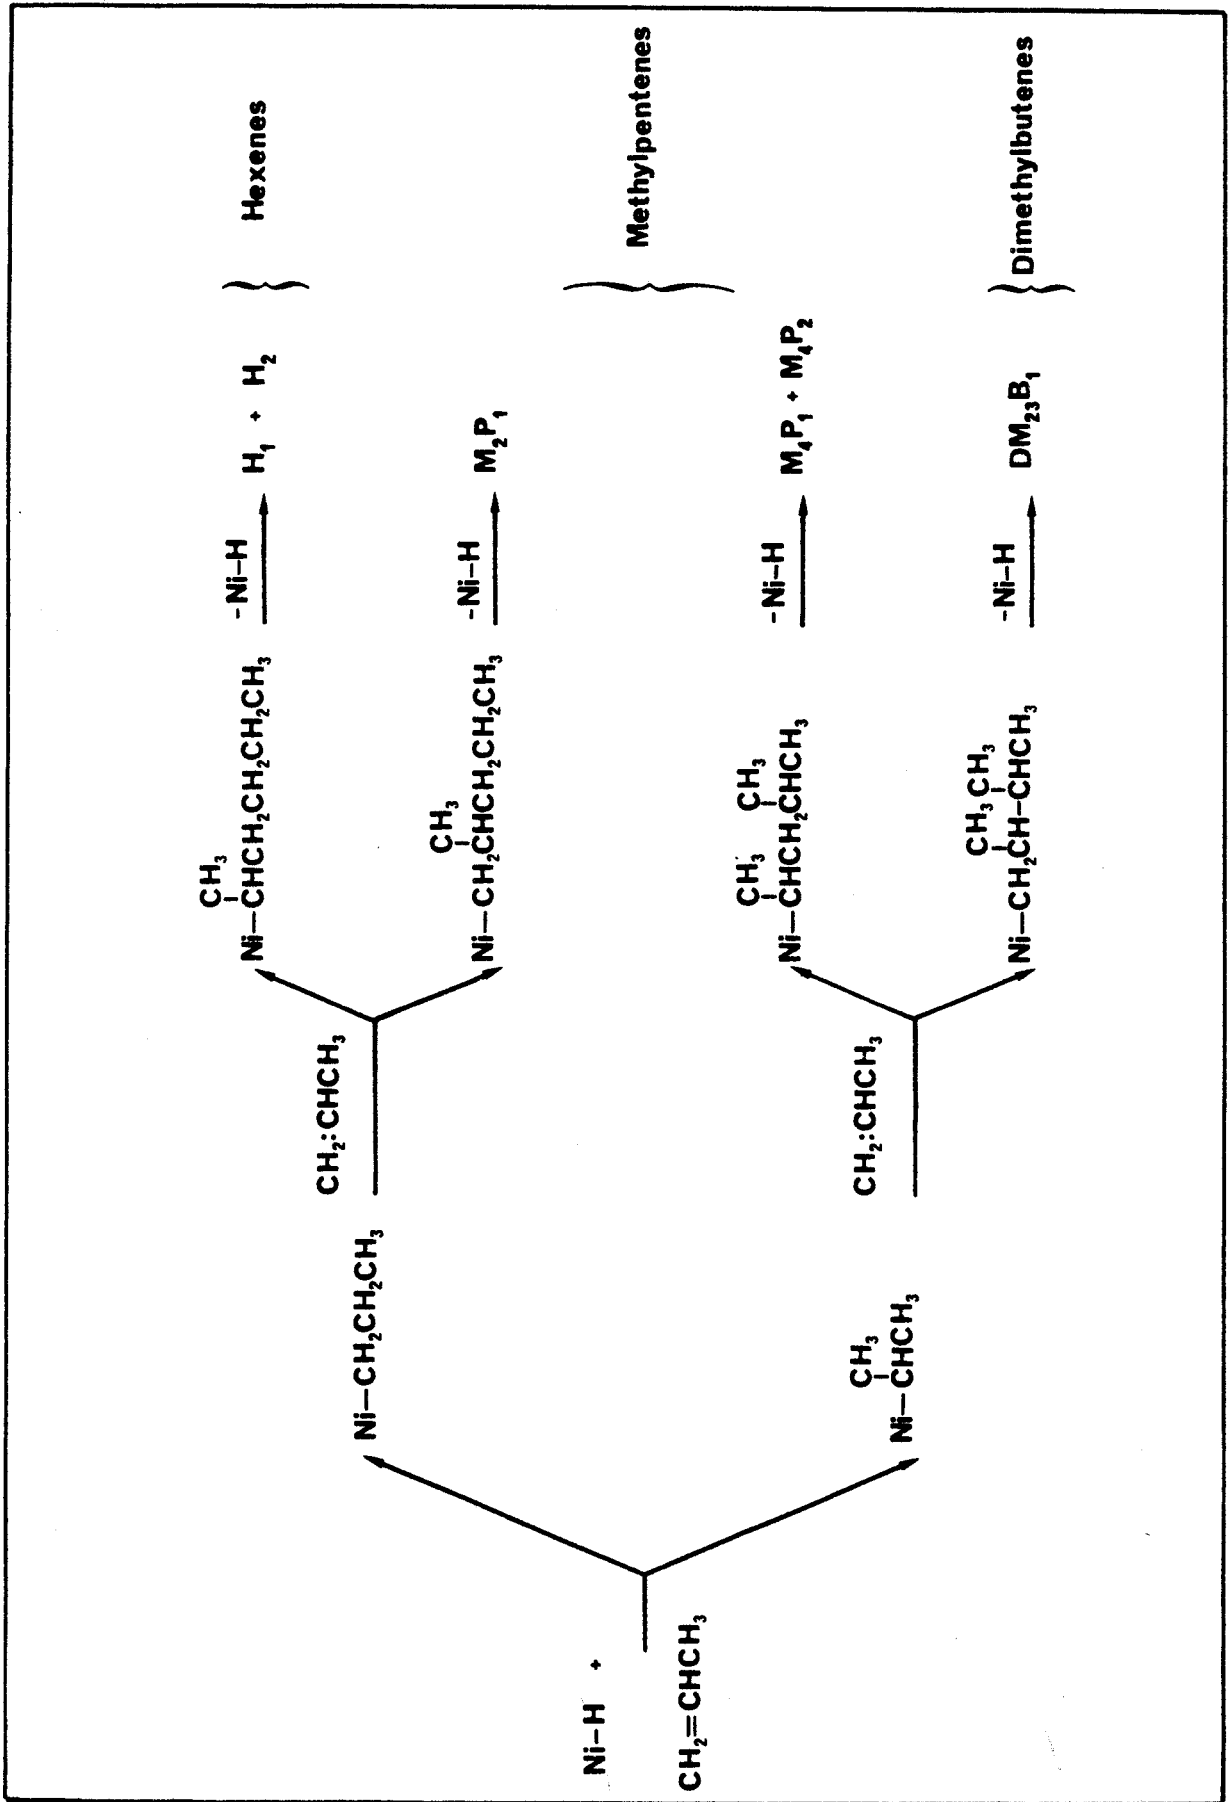 Ni–H +
CH₂=CHCH₃
Ni—CH₂CH₂CH₃
CH₃
Ni—CHCH₃
CH₂:CHCH₃
CH₂:CHCH₃
CH₃
Ni—CHCH₂CH₂CH₂CH₃
CH₃
Ni—CH₂CHCH₂CH₂CH₃
CH₃ CH₃
Ni—CHCH₂CHCH₃
CH₃ CH₃
Ni—CH₂CH–CHCH₃
-Ni–H
H₁ + H₂
-Ni–H
M₂P₁
-Ni–H
M₄P₁ + M₄P₂
-Ni–H
DM₂₃B₁
Hexenes
Methylpentenes
Dimethylbutenes